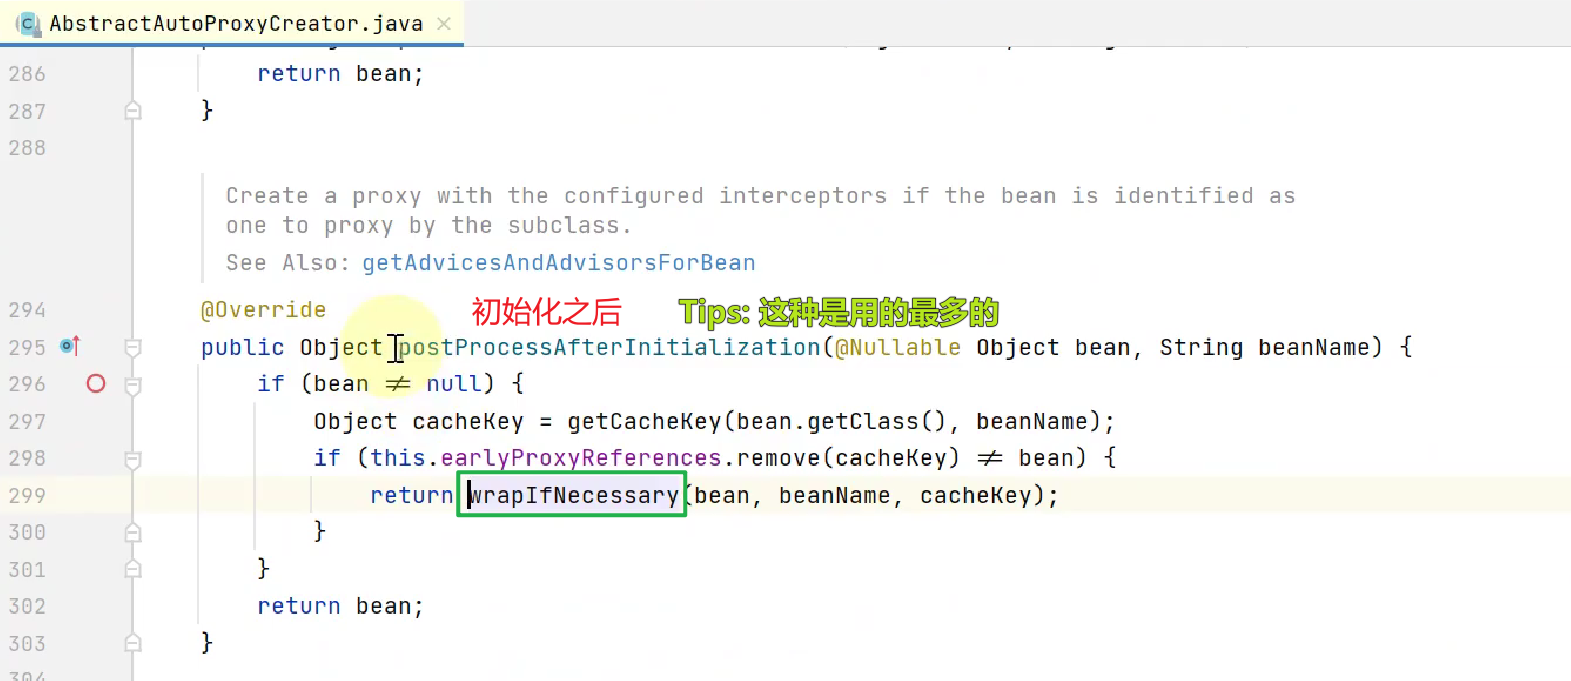 AbstractAutoProxyCreator.java
286 return bean;
287 }
288
Create a proxy with the configured interceptors if the bean is identified as
one to proxy by the subclass.
See Also: getAdvicesAndAdvisorsForBean
初始化之后 Tips: 这种是用的最多的
294 @Override
295 public Object postProcessAfterInitialization(@Nullable Object bean, String beanName) {
296 if (bean ≠ null) {
297 Object cacheKey = getCacheKey(bean.getClass(), beanName);
298 if (this.earlyProxyReferences.remove(cacheKey) ≠ bean) {
299 return wrapIfNecessary(bean, beanName, cacheKey);
300 }
301 }
302 return bean;
303 }
304